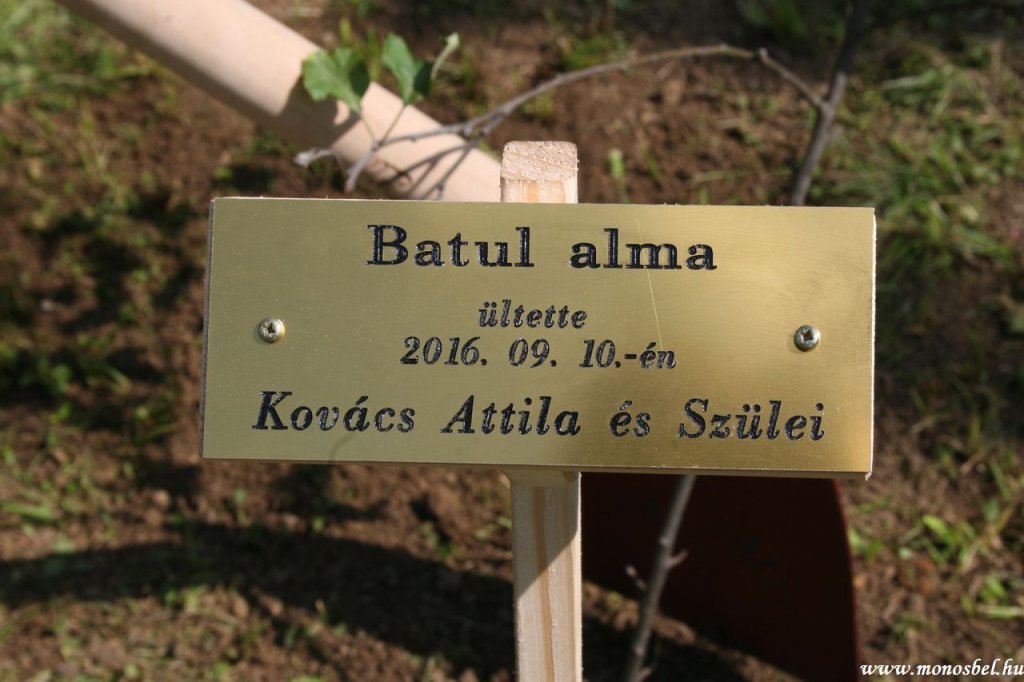 Batul alma
ültette
2016. 09. 10.-én
Kovács Attila és Szülei
www.monosbel.hu